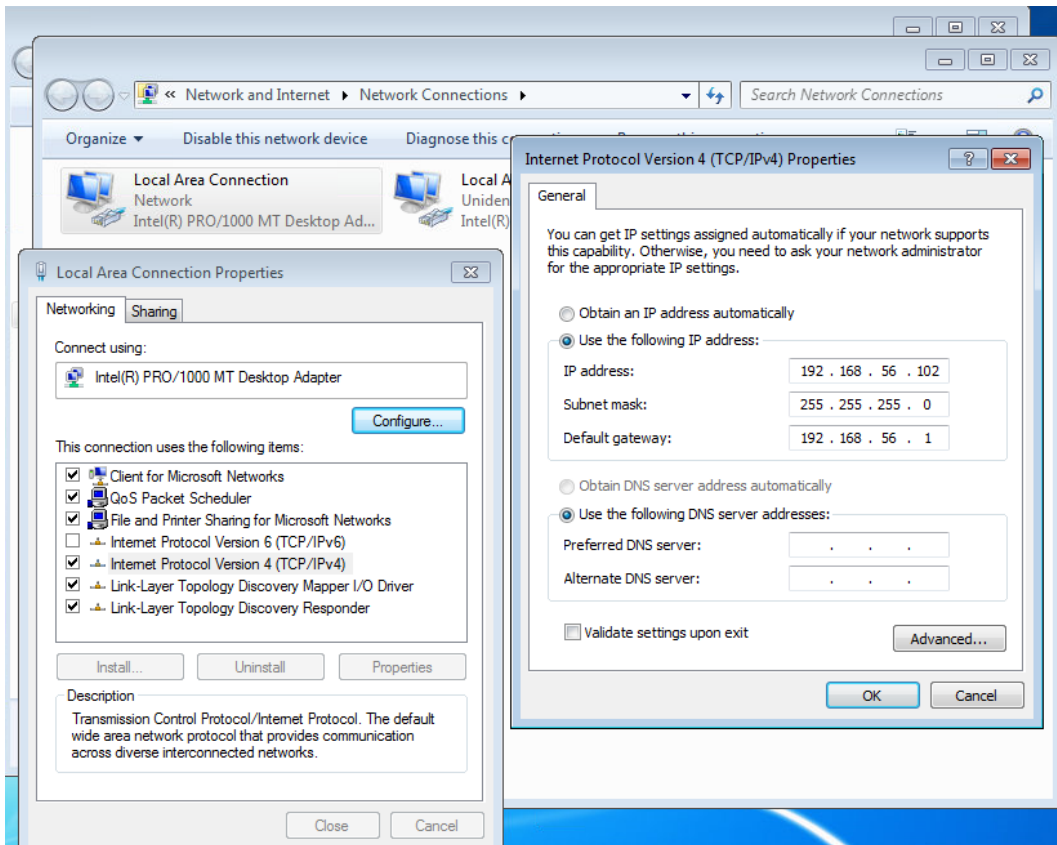 « Network and Internet ▸ Network Connections ▸
Search Network Connections
Organize ▼ Disable this network device Diagnose this
Local Area Connection
Network
Intel(R) PRO/1000 MT Desktop Ad...
Local A
Uniden
Intel(R)
Local Area Connection Properties
Networking
Sharing
Connect using:
Intel(R) PRO/1000 MT Desktop Adapter
Configure...
This connection uses the following items:
Client for Microsoft Networks
QoS Packet Scheduler
File and Printer Sharing for Microsoft Networks
Internet Protocol Version 6 (TCP/IPv6)
Internet Protocol Version 4 (TCP/IPv4)
Link-Layer Topology Discovery Mapper I/O Driver
Link-Layer Topology Discovery Responder
Install...
Uninstall
Properties
Description
Transmission Control Protocol/Internet Protocol. The default
wide area network protocol that provides communication
across diverse interconnected networks.
Close
Cancel
Internet Protocol Version 4 (TCP/IPv4) Properties
General
You can get IP settings assigned automatically if your network supports
this capability. Otherwise, you need to ask your network administrator
for the appropriate IP settings.
Obtain an IP address automatically
Use the following IP address:
IP address: 192 . 168 . 56 . 102
Subnet mask: 255 . 255 . 255 . 0
Default gateway: 192 . 168 . 56 . 1
Obtain DNS server address automatically
Use the following DNS server addresses:
Preferred DNS server: . . .
Alternate DNS server: . . .
Validate settings upon exit
Advanced...
OK
Cancel